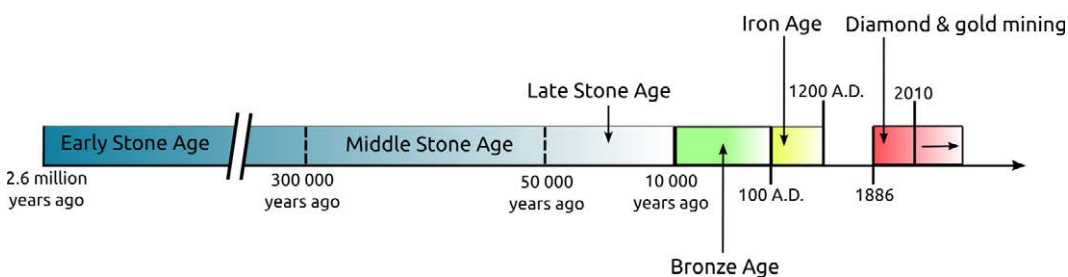 Iron Age
Diamond & gold mining
Late Stone Age
1200 A.D.
2010
Early Stone Age
Middle Stone Age
2.6 million
years ago
300 000
years ago
50 000
years ago
10 000
years ago
100 A.D.
1886
Bronze Age